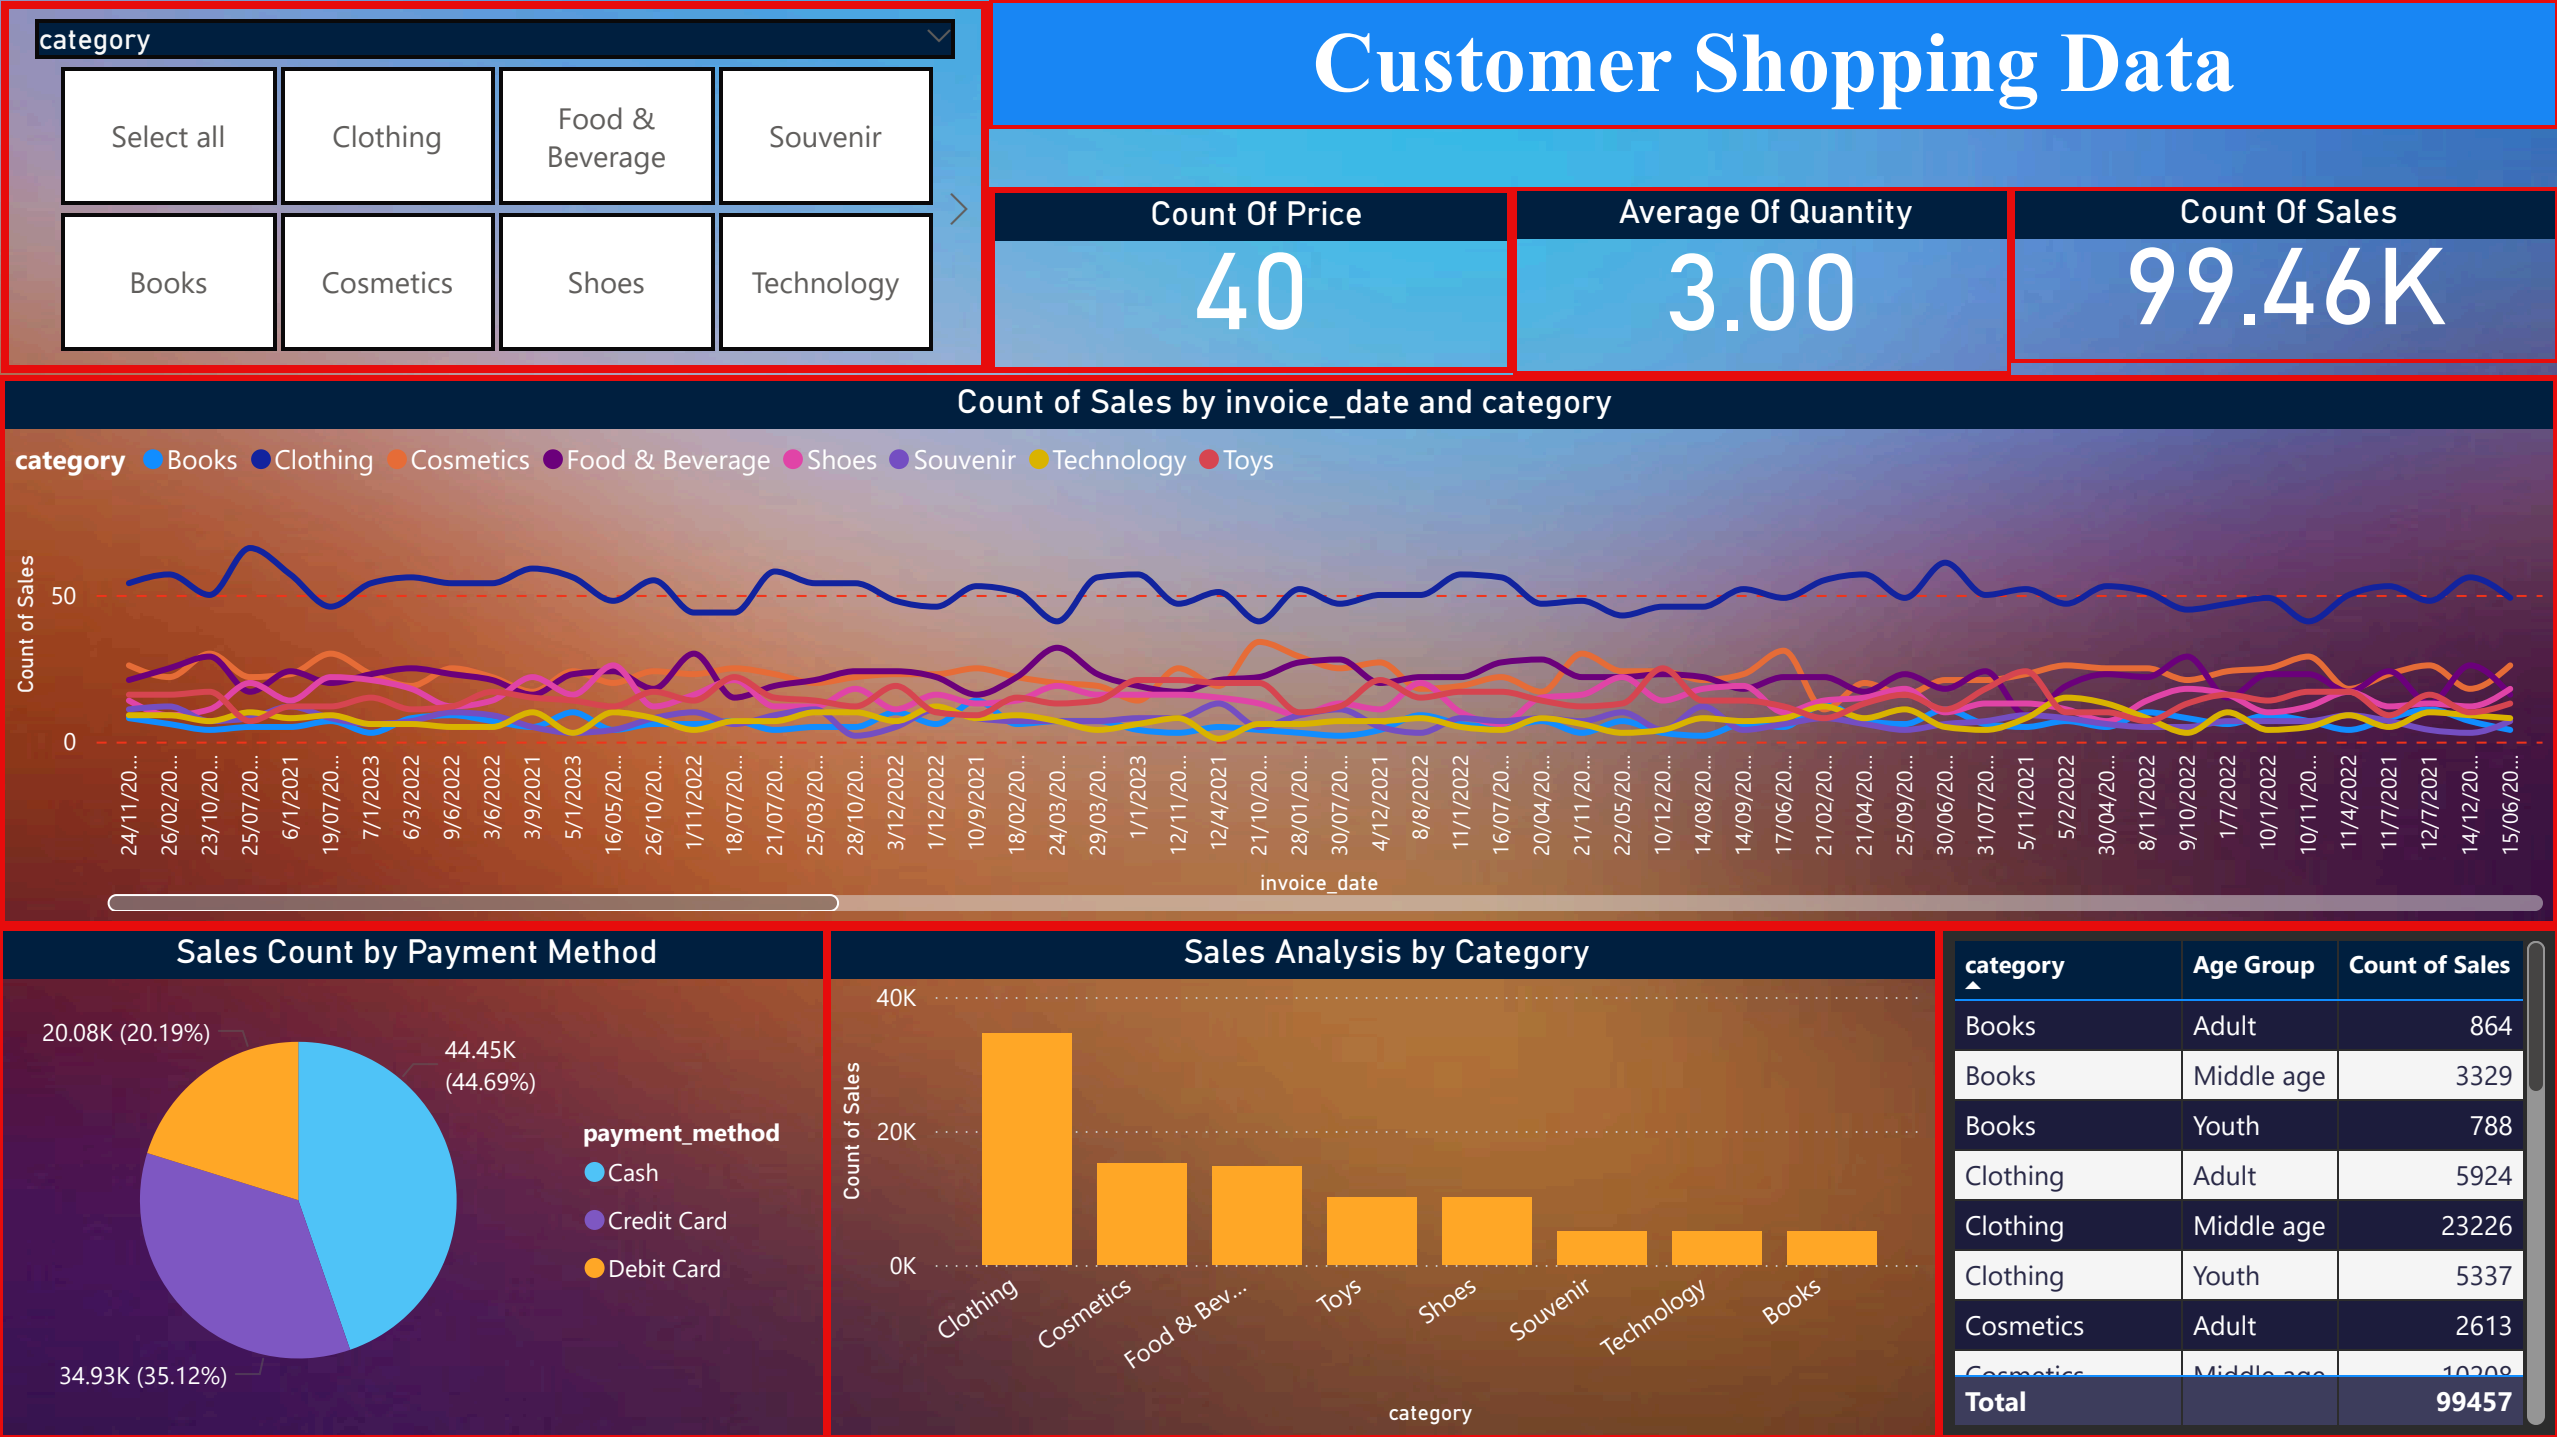 category
Select all
Clothing
Food &
Beverage
Souvenir
Books
Cosmetics
Shoes
Technology
Customer Shopping Data
Count Of Price
40
Average Of Quantity
3.00
Count Of Sales
99.46K
Count of Sales by invoice_date and category
category Books Clothing Cosmetics Food & Beverage Shoes Souvenir Technology Toys
Count of Sales
50
0
24/11/20...
26/02/20...
23/10/20...
25/07/20...
6/1/2021
19/07/20...
7/1/2023
6/3/2022
9/6/2022
3/6/2022
3/9/2021
5/1/2023
16/05/20...
26/10/20...
1/11/2022
18/07/20...
21/07/20...
25/03/20...
28/10/20...
3/12/2022
1/12/2022
10/9/2021
18/02/20...
24/03/20...
29/03/20...
1/1/2023
12/11/20...
12/4/2021
21/10/20...
28/01/20...
30/07/20...
4/12/2021
8/8/2022
11/1/2022
16/07/20...
20/04/20...
21/11/20...
22/05/20...
10/12/20...
14/08/20...
14/09/20...
17/06/20...
21/02/20...
21/04/20...
25/09/20...
30/06/20...
31/07/20...
5/11/2021
5/2/2022
30/04/20...
8/11/2022
9/10/2022
1/7/2022
10/1/2022
10/11/20...
11/4/2022
11/7/2021
12/7/2021
14/12/20...
15/06/20...
invoice_date
Sales Count by Payment Method
20.08K (20.19%)
44.45K
(44.69%)
34.93K (35.12%)
payment_method
Cash
Credit Card
Debit Card
Sales Analysis by Category
Count of Sales
40K
20K
0K
Clothing
Cosmetics
Food & Bev...
Toys
Shoes
Souvenir
Technology
Books
category
category Age Group Count of Sales
Books Adult 864
Books Middle age 3329
Books Youth 788
Clothing Adult 5924
Clothing Middle age 23226
Clothing Youth 5337
Cosmetics Adult 2613
Cosmetics Middle age 10208
Total 99457